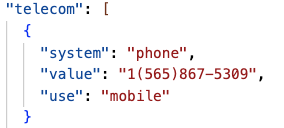 "telecom": [
{
"system": "phone",
"value": "1(565)867-5309",
"use": "mobile"
}